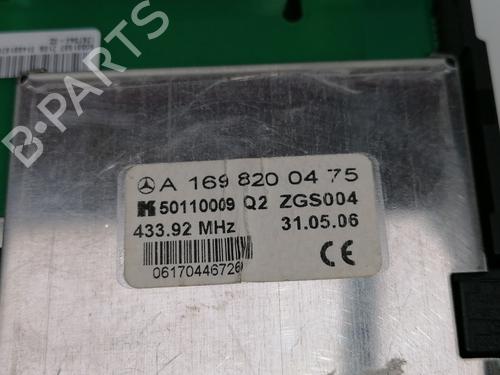 B-PARTS
A 169 820 04 75
K 50110009 Q2 ZGS004
433.92 MHz 31.05.06
CE
06170446726